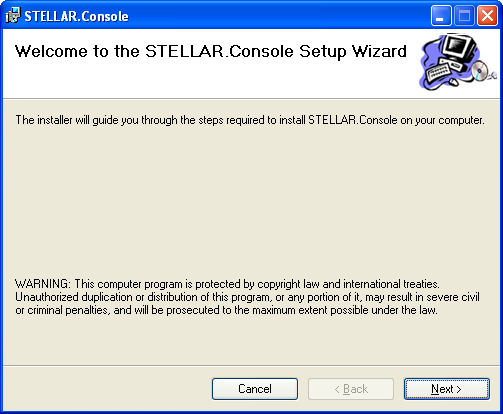 STELLAR.Console
Welcome to the STELLAR.Console Setup Wizard
The installer will guide you through the steps required to install STELLAR.Console on your computer.
WARNING: This computer program is protected by copyright law and international treaties.
Unauthorized duplication or distribution of this program, or any portion of it, may result in severe civil
or criminal penalties, and will be prosecuted to the maximum extent possible under the law.
Cancel
< Back
Next >